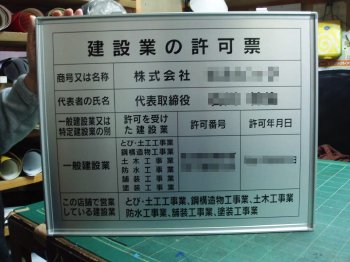 建設業の許可票
商号又は名称 株式会社
代表者の氏名 代表取締役
一般建設業又は特定建設業の別 許可を受けた建設業 許可番号 許可年月日
一般建設業
とび・土工工事業
鋼構造物工事業
土木工事業
防水工事業
舗装工事業
塗装工事業
この店舗で営業している建設業
とび・土工工事業、鋼構造物工事業、土木工事業
防水工事業、舗装工事業、塗装工事業